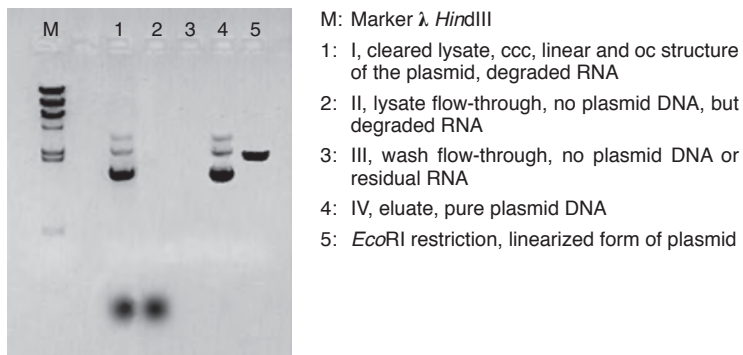 M 1 2 3 4 5
M: Marker λ HindIII
1: I, cleared lysate, ccc, linear and oc structure
of the plasmid, degraded RNA
2: II, lysate flow-through, no plasmid DNA, but
degraded RNA
3: III, wash flow-through, no plasmid DNA or
residual RNA
4: IV, eluate, pure plasmid DNA
5: EcoRI restriction, linearized form of plasmid